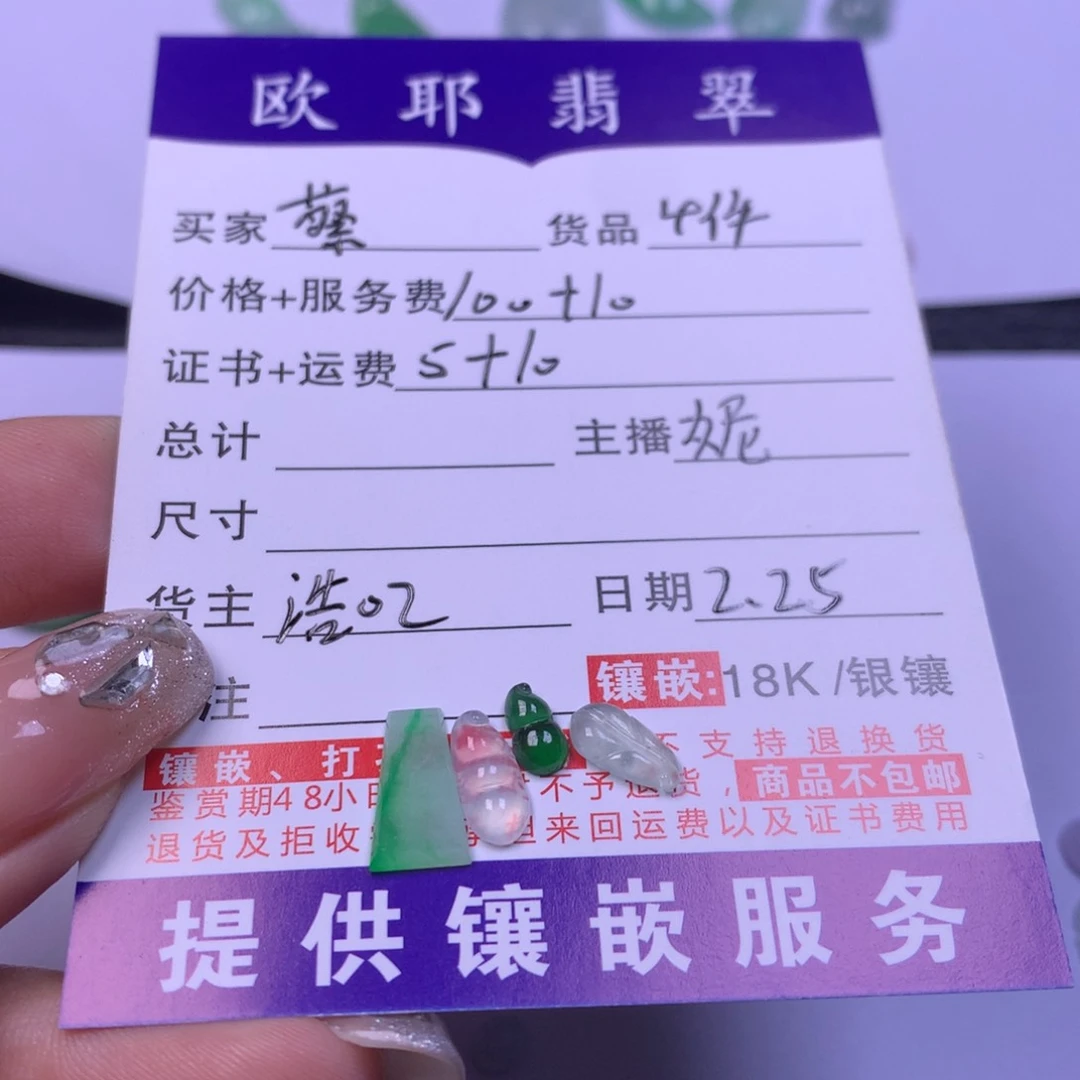 欧耶翡翠
买家 蔡 货品 4件
价格+服务费 100+10
证书+运费 5+10
总计 主播 妮
尺寸
货主 浩02 日期 2.25
注 镶嵌:18K/银镶
镶嵌、打 不支持退换货
鉴赏期48小 不予退货,商品不包邮
退货及拒收 担来回运费以及证书费用
提供镶嵌服务